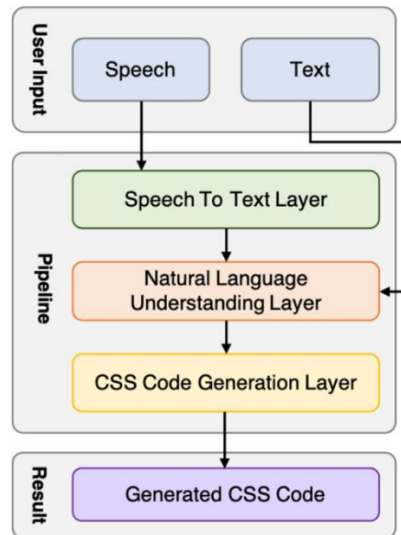 User Input
Speech
Text
Pipeline
Speech To Text Layer
Natural Language
Understanding Layer
CSS Code Generation Layer
Result
Generated CSS Code